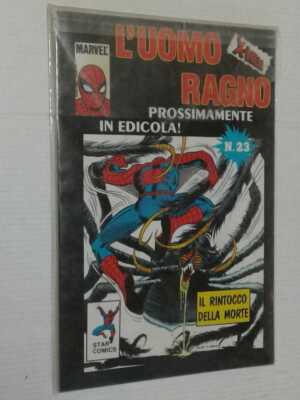 MARVEL
L'UOMO
RAGNO
PROSSIMAMENTE
IN EDICOLA!
N. 23
IL RINTOCCO
DELLA MORTE
STAR
COMICS